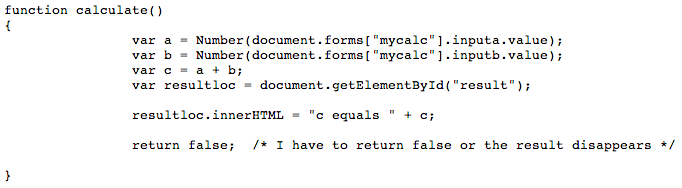 function calculate()
{
var a = Number(document.forms["mycalc"].inputa.value);
var b = Number(document.forms["mycalc"].inputb.value);
var c = a + b;
var resultloc = document.getElementById("result");
resultloc.innerHTML = "c equals " + c;
return false;  /* I have to return false or the result disappears */
}